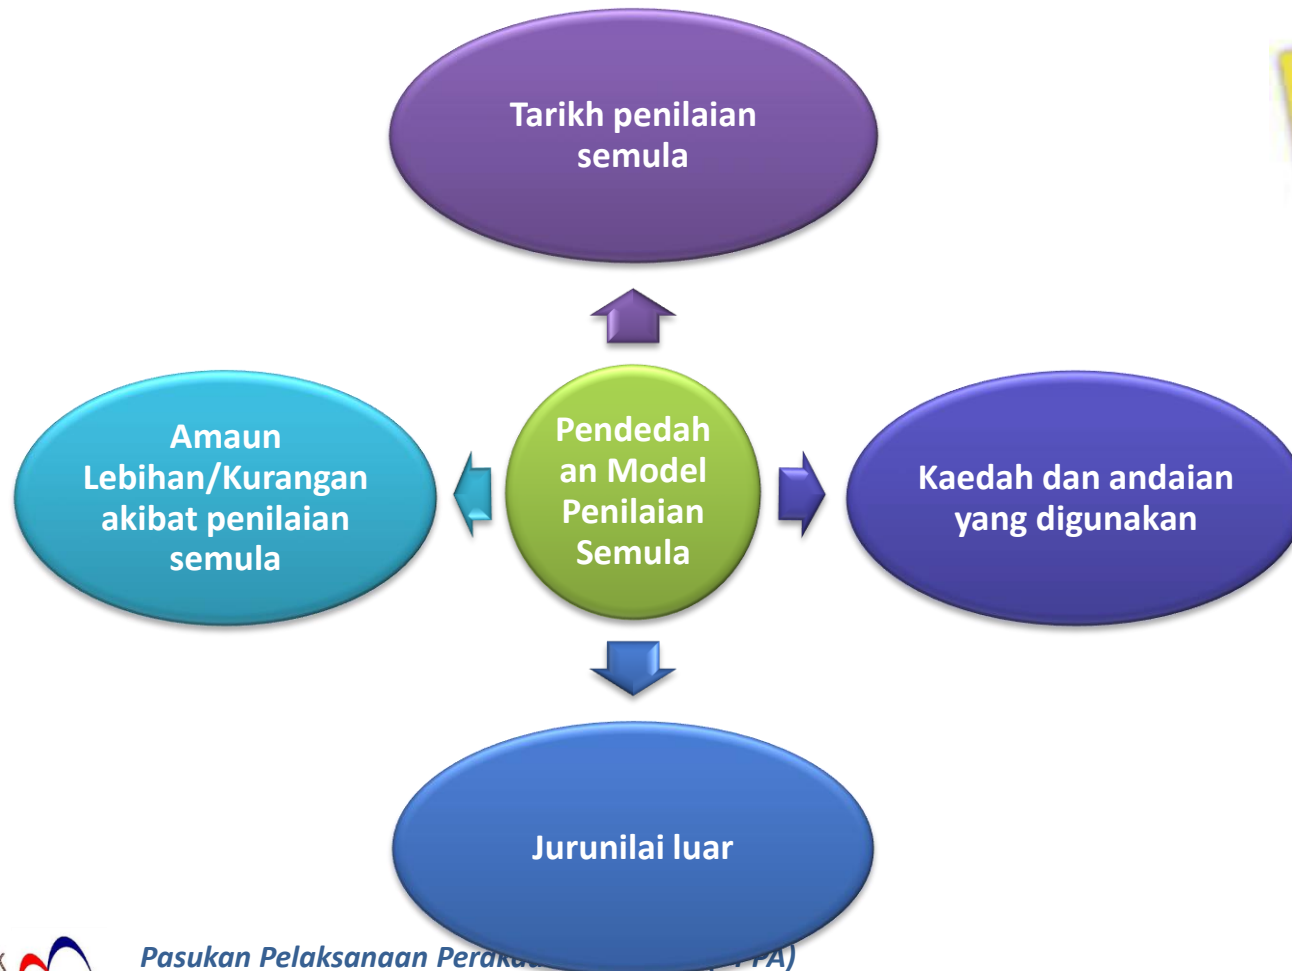 Tarikh penilaian
semula
Amaun
Lebihan/Kurangan
akibat penilaian
semula
Pendedah
an Model
Penilaian
Semula
Kaedah dan andaian
yang digunakan
Jurunilai luar
Pasukan Pelaksanaan